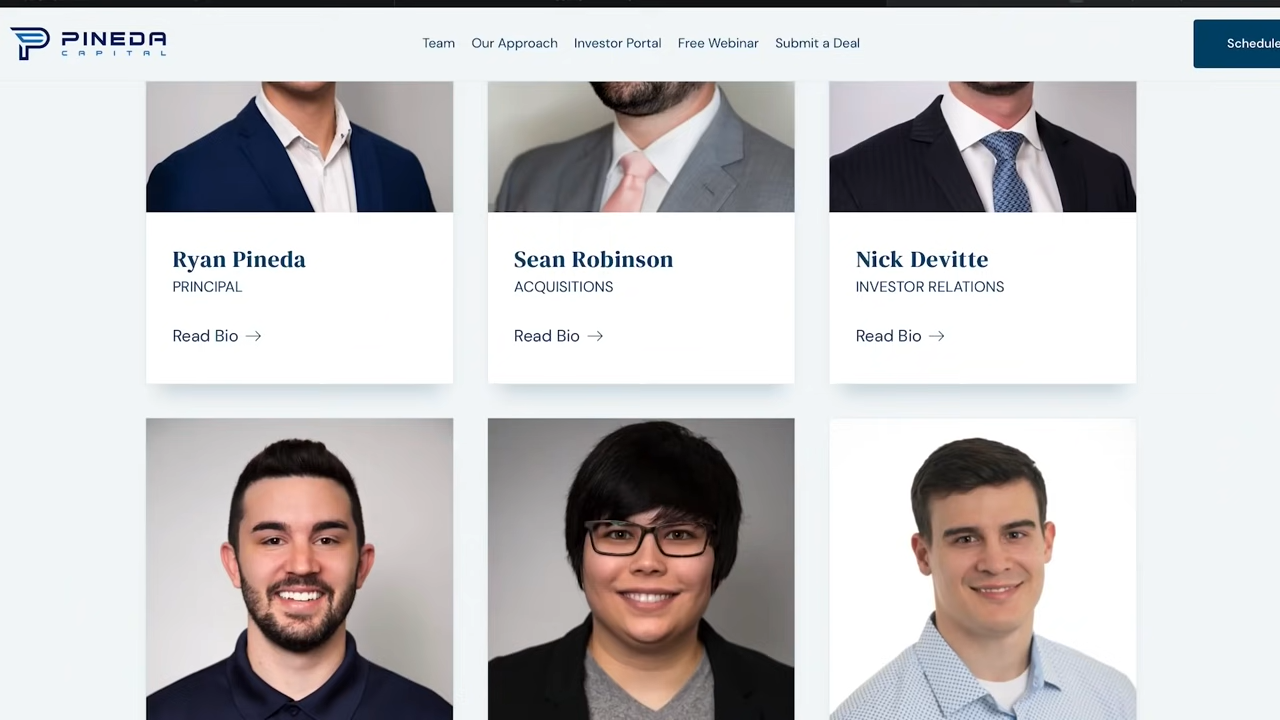 PINEDA
CAPITAL
Team Our Approach Investor Portal Free Webinar Submit a Deal
Schedule
Ryan Pineda
PRINCIPAL
Read Bio →
Sean Robinson
ACQUISITIONS
Read Bio →
Nick Devitte
INVESTOR RELATIONS
Read Bio →